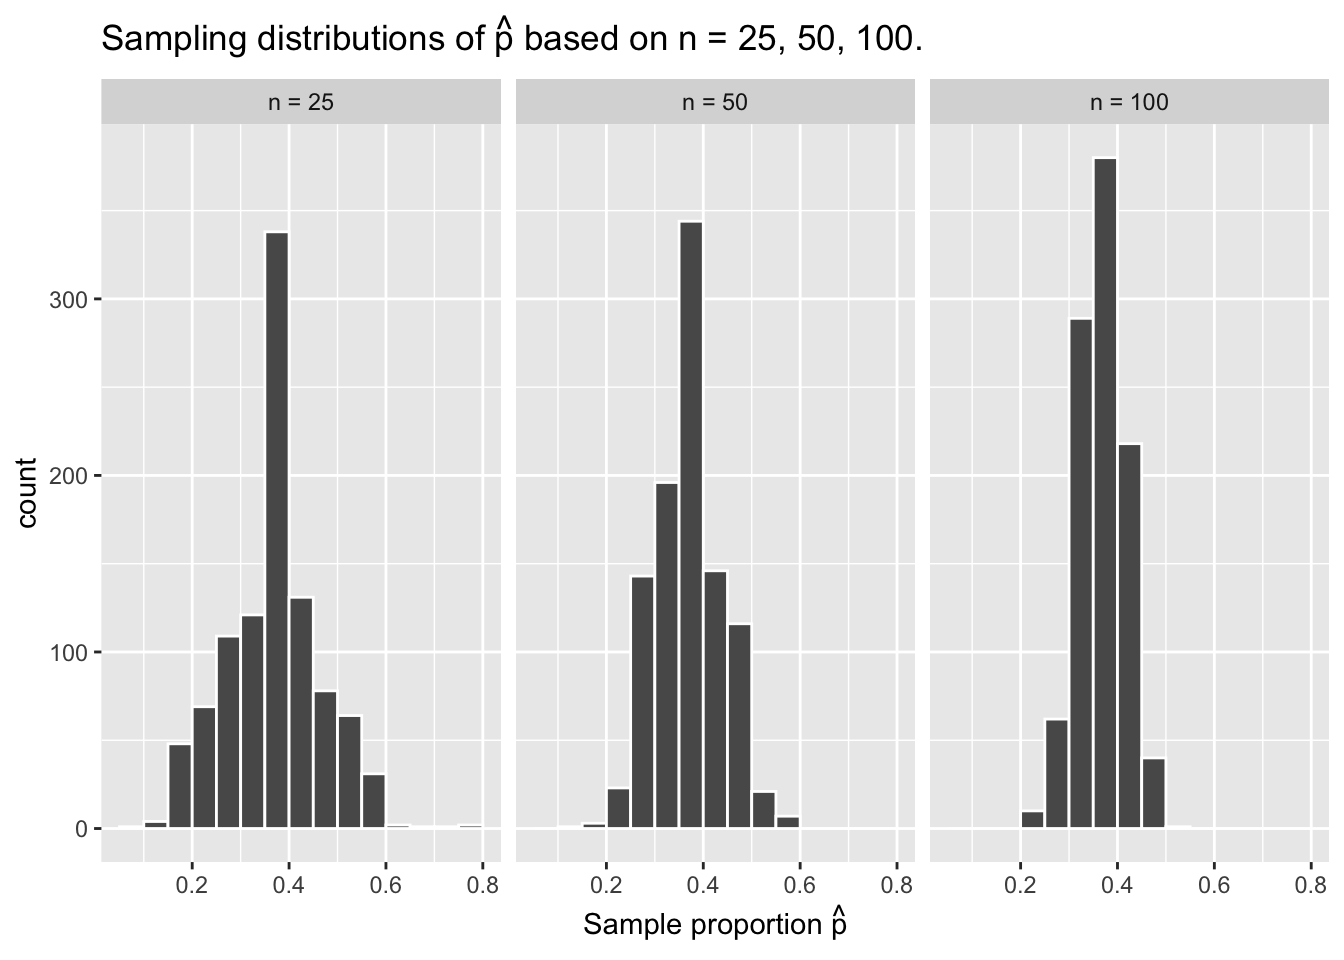 Sampling distributions of p̂ based on n = 25, 50, 100.
n = 25
n = 50
n = 100
count
300
200
100
0
0.2 0.4 0.6 0.8
0.2 0.4 0.6 0.8
0.2 0.4 0.6 0.8
Sample proportion p̂